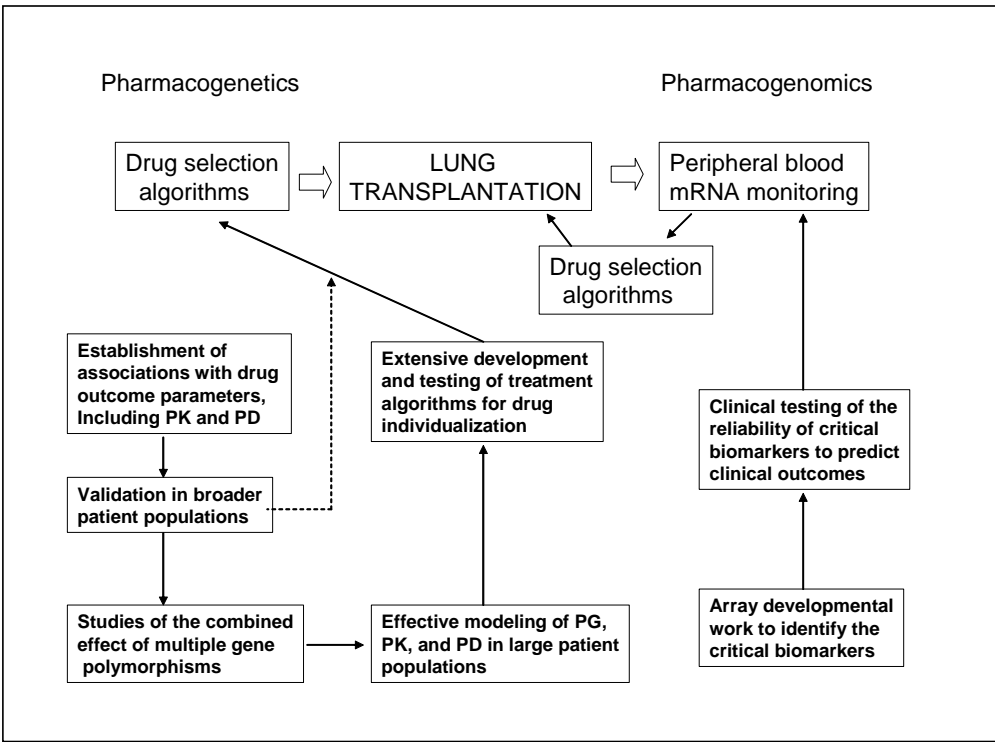 Pharmacogenetics
Pharmacogenomics
Drug selection
algorithms
LUNG
TRANSPLANTATION
Peripheral blood
mRNA monitoring
Drug selection
algorithms
Establishment of
associations with drug
outcome parameters,
Including PK and PD
Validation in broader
patient populations
Studies of the combined
effect of multiple gene
polymorphisms
Effective modeling of PG,
PK, and PD in large patient
populations
Extensive development
and testing of treatment
algorithms for drug
individualization
Clinical testing of the
reliability of critical
biomarkers to predict
clinical outcomes
Array developmental
work to identify the
critical biomarkers